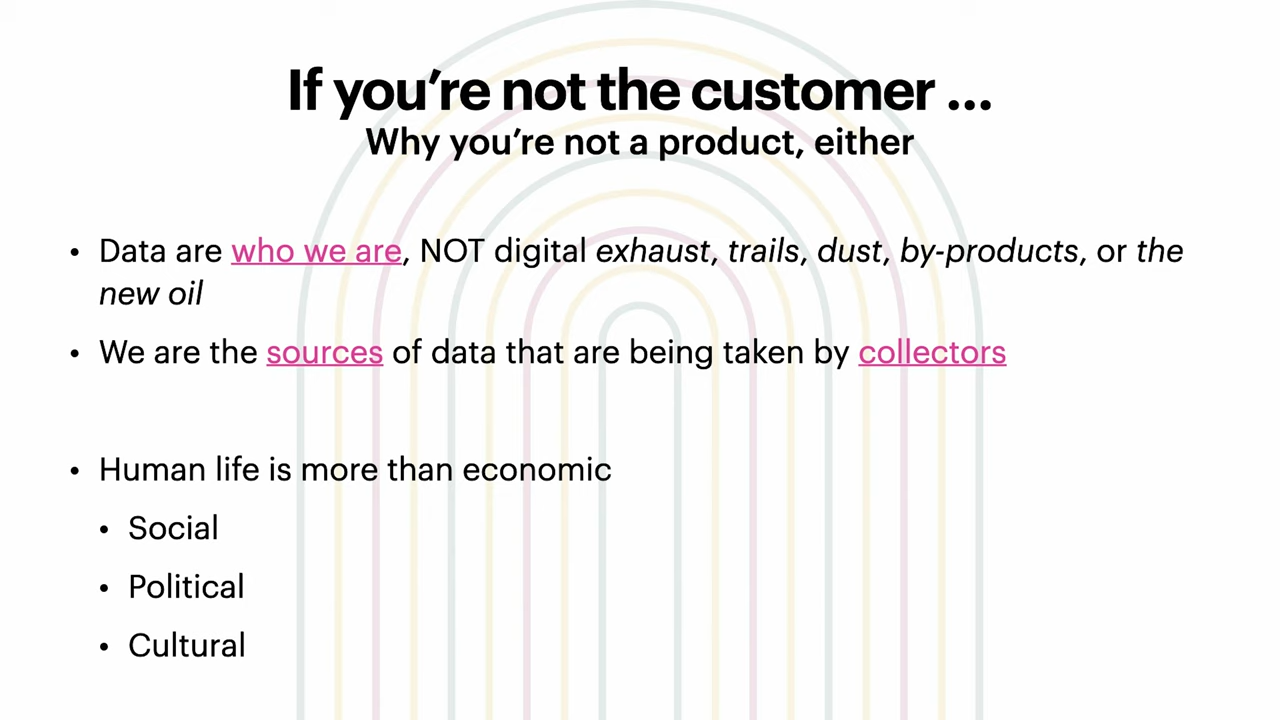 If you’re not the customer ...
Why you’re not a product, either
• Data are who we are, NOT digital exhaust, trails, dust, by-products, or the
new oil
• We are the sources of data that are being taken by collectors
• Human life is more than economic
• Social
• Political
• Cultural